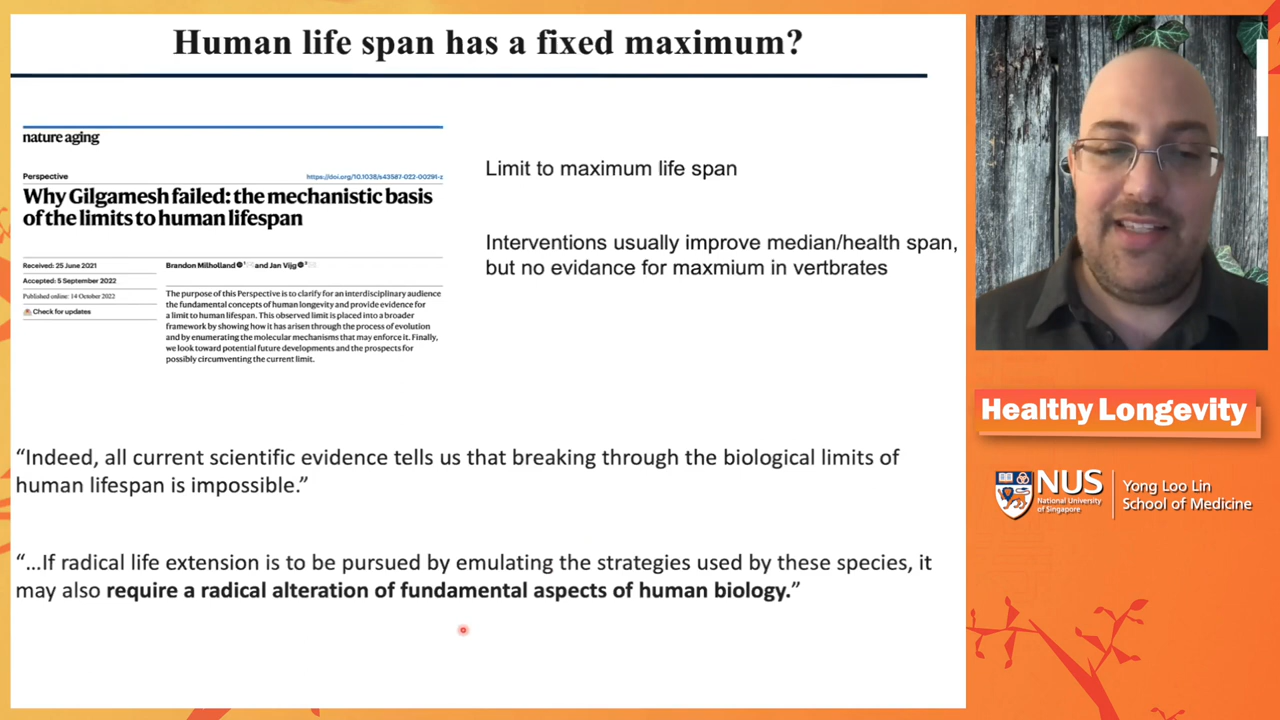 Human life span has a fixed maximum?
nature aging
Perspective
https://doi.org/10.1038/s43587-022-00291-z
Why Gilgamesh failed: the mechanistic basis
of the limits to human lifespan
Received: 25 June 2021
Accepted: 5 September 2022
Published online: 14 October 2022
Check for updates
Brandon Milholland 1 and Jan Vijg 2
The purpose of this Perspective is to clarify for an interdisciplinary audience
the fundamental concepts of human longevity and provide evidence for
a limit to human lifespan. This observed limit is placed into a broader
framework by showing how it has arisen through the process of evolution
and by enumerating the molecular mechanisms that may enforce it. Finally,
we look toward potential future developments and the prospects for
possibly circumventing the current limit.
Limit to maximum life span
Interventions usually improve median/health span,
but no evidence for maxmium in vertbrates
“Indeed, all current scientific evidence tells us that breaking through the biological limits of
human lifespan is impossible.”
“...If radical life extension is to be pursued by emulating the strategies used by these species, it
may also require a radical alteration of fundamental aspects of human biology.”
Healthy Longevity
NUS
National University
of Singapore
Yong Loo Lin
School of Medicine